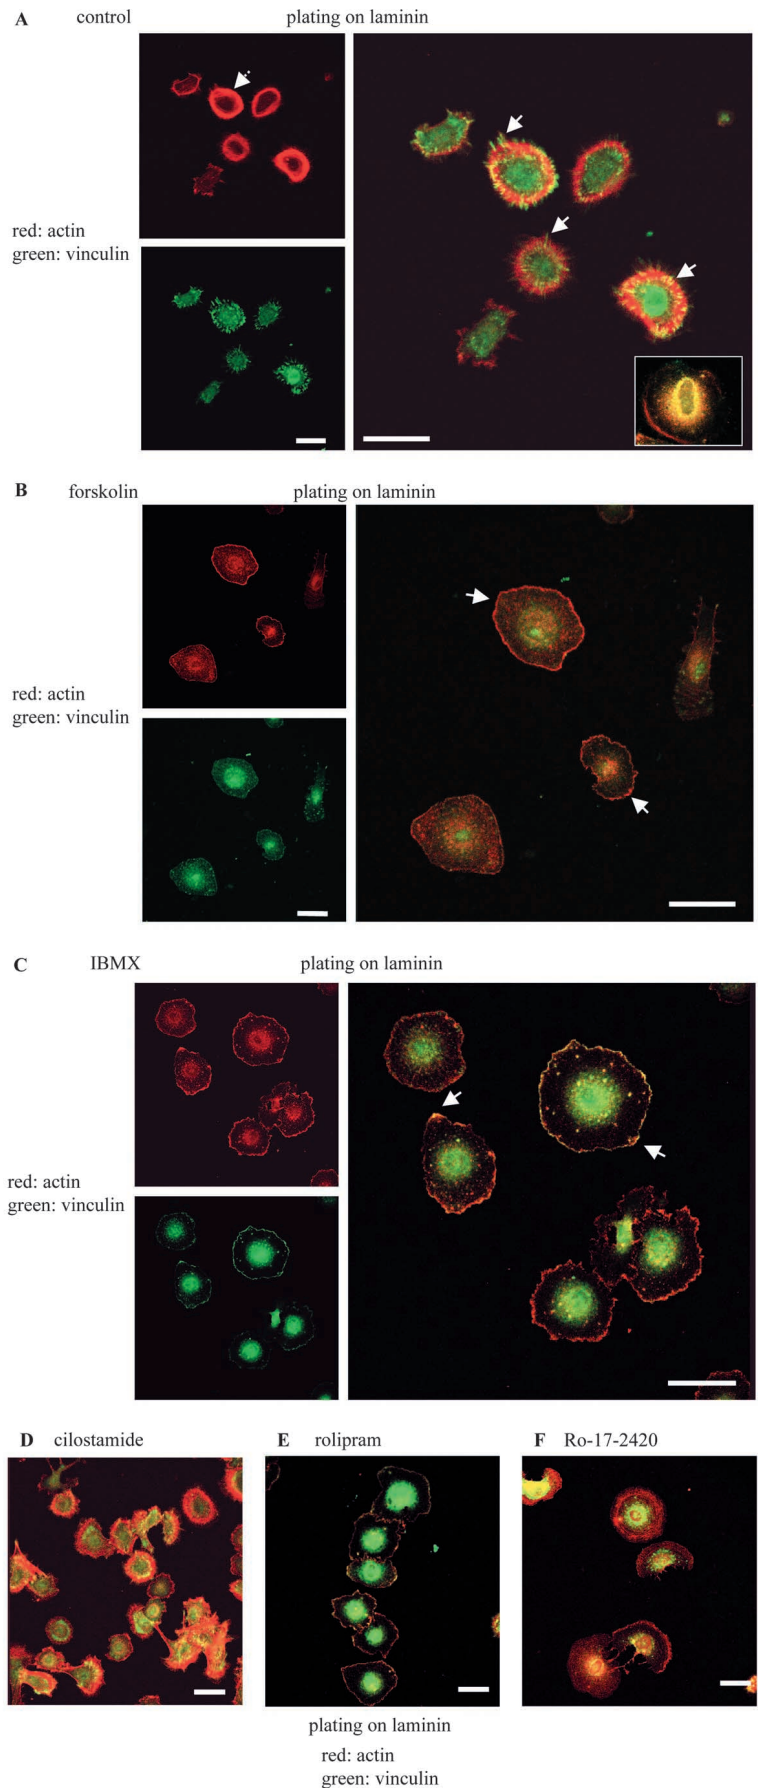 A control plating on laminin
red: actin
green: vinculin
B forskolin plating on laminin
red: actin
green: vinculin
C IBMX plating on laminin
red: actin
green: vinculin
D cilostamide E rolipram F Ro-17-2420
plating on laminin
red: actin
green: vinculin